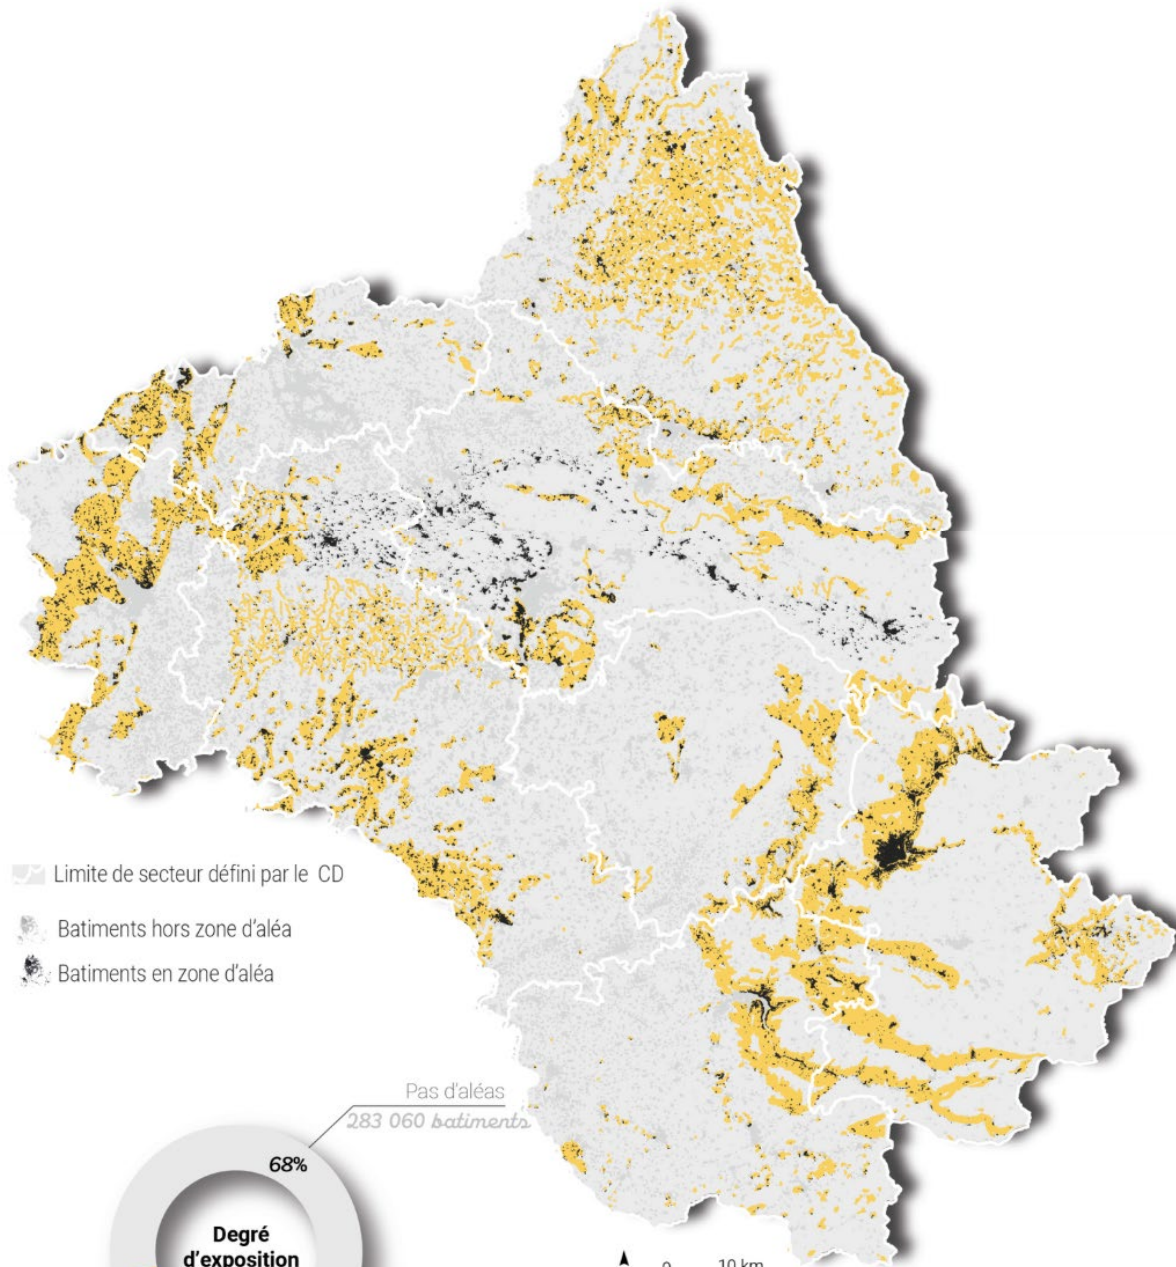 Limite de secteur défini par le CD
Batiments hors zone d'aléa
Batiments en zone d'aléa
Pas d'aléas
283 060 batiments
68%
Degré
d'exposition
0 10 km